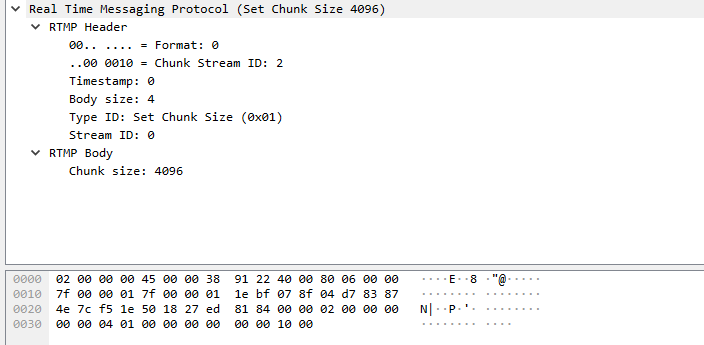 Real Time Messaging Protocol (Set Chunk Size 4096)
RTMP Header
00.. .... = Format: 0
..00 0010 = Chunk Stream ID: 2
Timestamp: 0
Body size: 4
Type ID: Set Chunk Size (0x01)
Stream ID: 0
RTMP Body
Chunk size: 4096
0000 02 00 00 00 45 00 00 38 91 22 40 00 80 06 00 00 ····E··8 ·"@·····
0010 7f 00 00 01 7f 00 00 01 1e bf 07 8f 04 d7 83 87 ········ ········
0020 4e 7c f5 1e 50 18 27 ed 81 84 00 00 02 00 00 00 N|··P·'· ········
0030 00 00 04 01 00 00 00 00 00 00 10 00 ········ ····